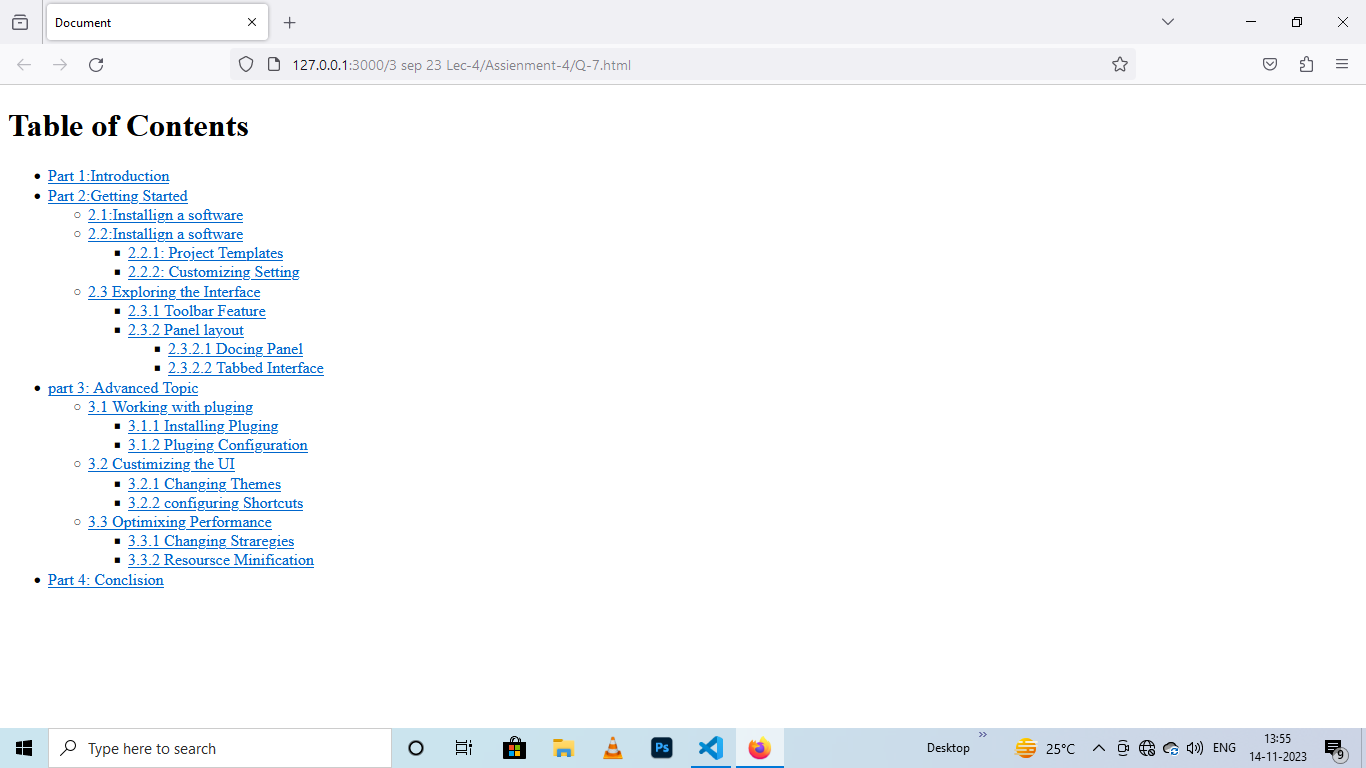 Document
127.0.0.1:3000/3 sep 23 Lec-4/Assienment-4/Q-7.html
Table of Contents
Part 1:Introduction
Part 2:Getting Started
2.1:Installign a software
2.2:Installign a software
2.2.1: Project Templates
2.2.2: Customizing Setting
2.3 Exploring the Interface
2.3.1 Toolbar Feature
2.3.2 Panel layout
2.3.2.1 Docing Panel
2.3.2.2 Tabbed Interface
part 3: Advanced Topic
3.1 Working with pluging
3.1.1 Installing Pluging
3.1.2 Pluging Configuration
3.2 Custimizing the UI
3.2.1 Changing Themes
3.2.2 configuring Shortcuts
3.3 Optimixing Performance
3.3.1 Changing Straregies
3.3.2 Resoursce Minification
Part 4: Conclision
Type here to search
Ps
Desktop
25°C
ENG
13:55
14-11-2023
9